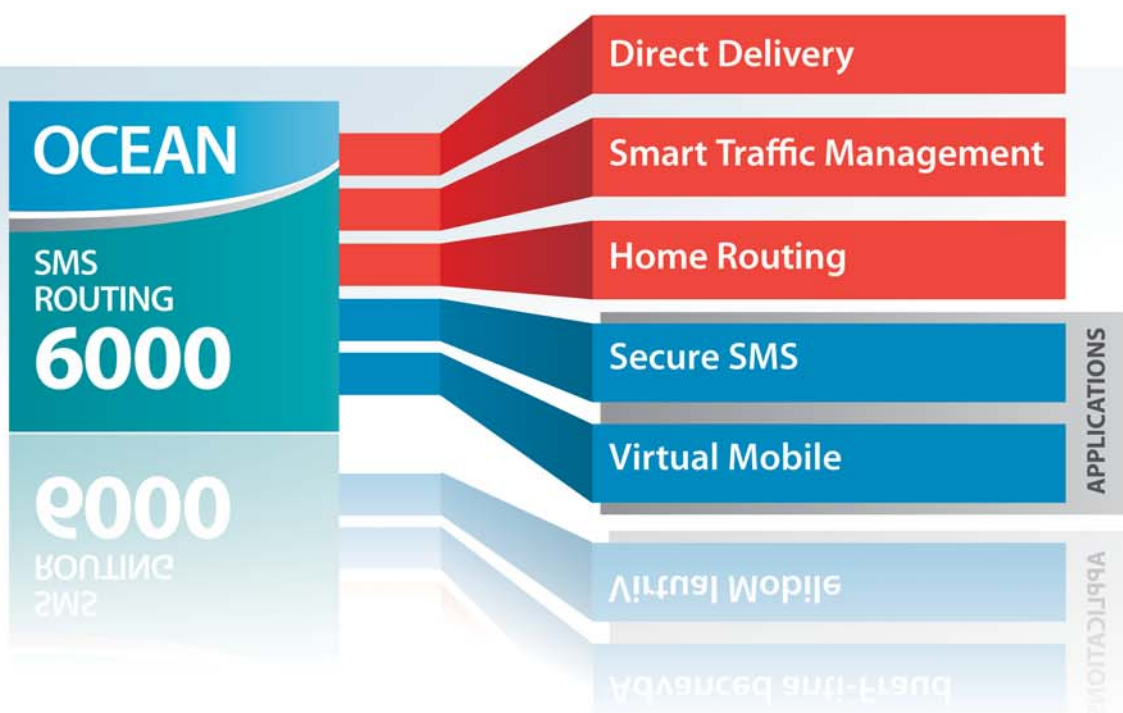 OCEAN
SMS
ROUTING
6000
Direct Delivery
Smart Traffic Management
Home Routing
Secure SMS
Virtual Mobile
APPLICATIONS
6000
ROUTING
SMS
Virtual Mobile
Advanced anti-Fraud
APPLICATIONS